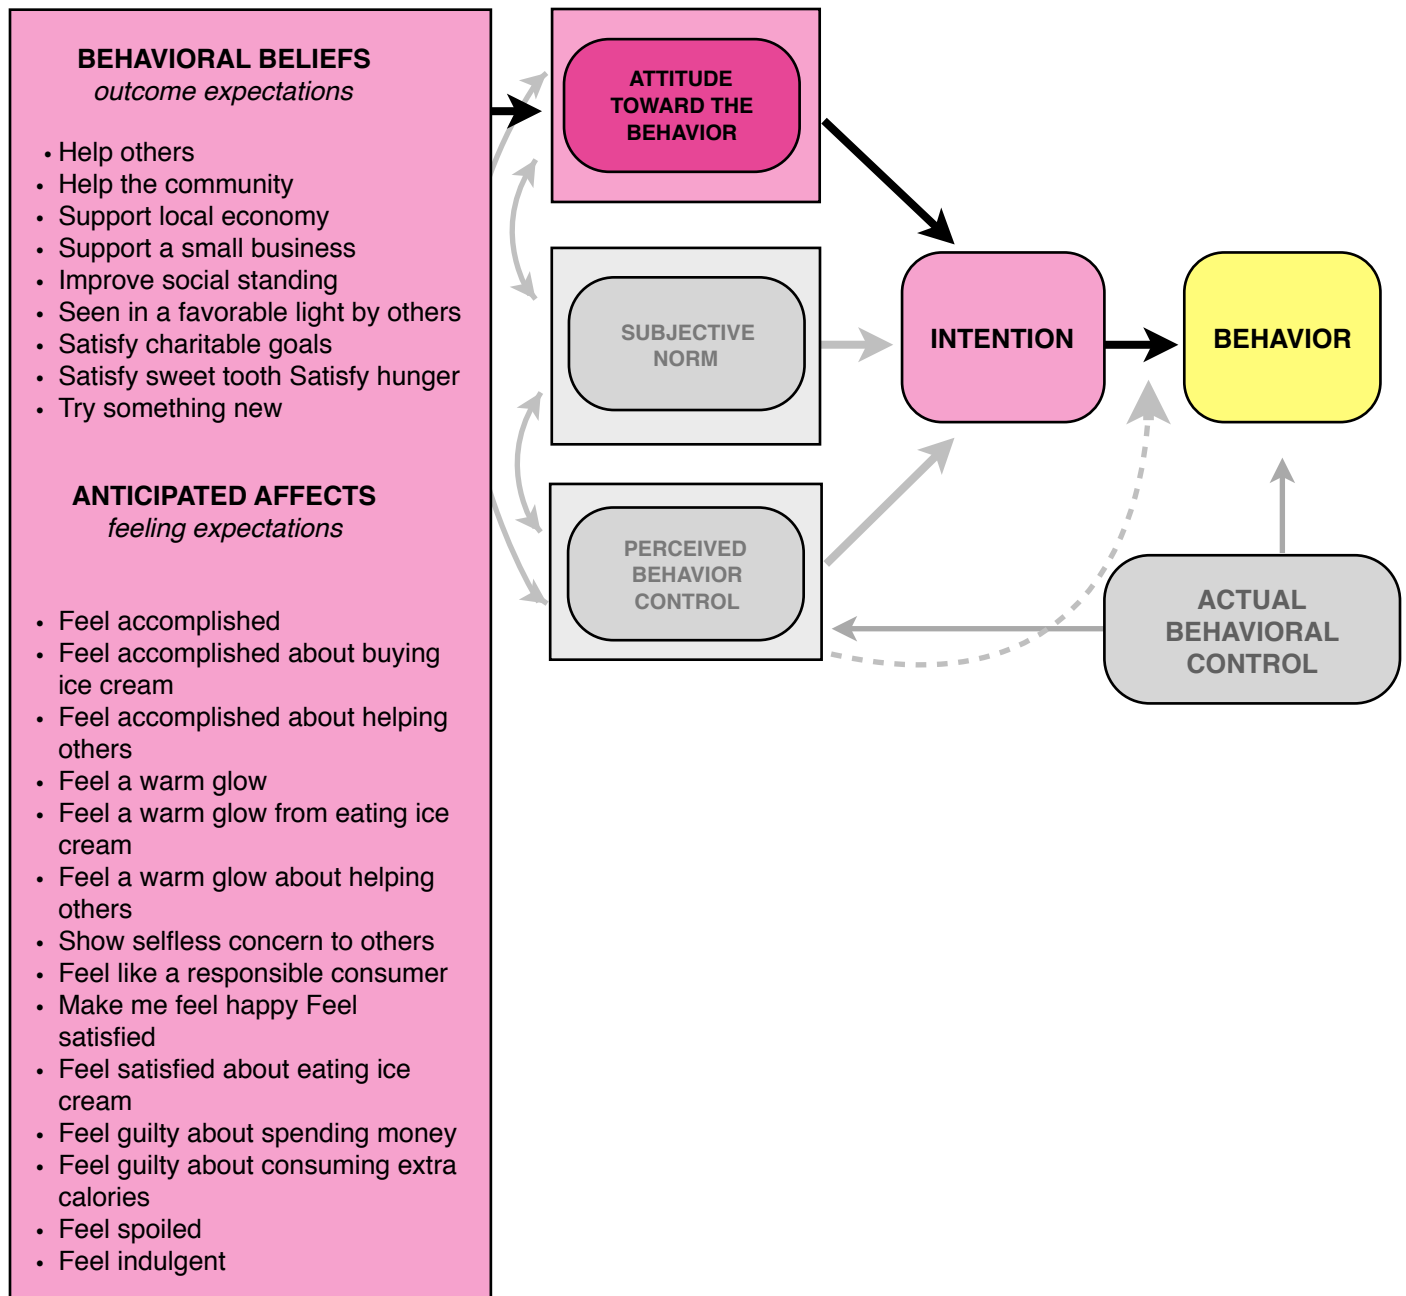 BEHAVIORAL BELIEFS
outcome expectations
• Help others
• Help the community
• Support local economy
• Support a small business
• Improve social standing
• Seen in a favorable light by others
• Satisfy charitable goals
• Satisfy sweet tooth Satisfy hunger
• Try something new
ANTICIPATED AFFECTS
feeling expectations
• Feel accomplished
• Feel accomplished about buying
ice cream
• Feel accomplished about helping
others
• Feel a warm glow
• Feel a warm glow from eating ice
cream
• Feel a warm glow about helping
others
• Show selfless concern to others
• Feel like a responsible consumer
• Make me feel happy Feel
satisfied
• Feel satisfied about eating ice
cream
• Feel guilty about spending money
• Feel guilty about consuming extra
calories
• Feel spoiled
• Feel indulgent
ATTITUDE
TOWARD THE
BEHAVIOR
SUBJECTIVE
NORM
PERCEIVED
BEHAVIOR
CONTROL
INTENTION
BEHAVIOR
ACTUAL
BEHAVIORAL
CONTROL